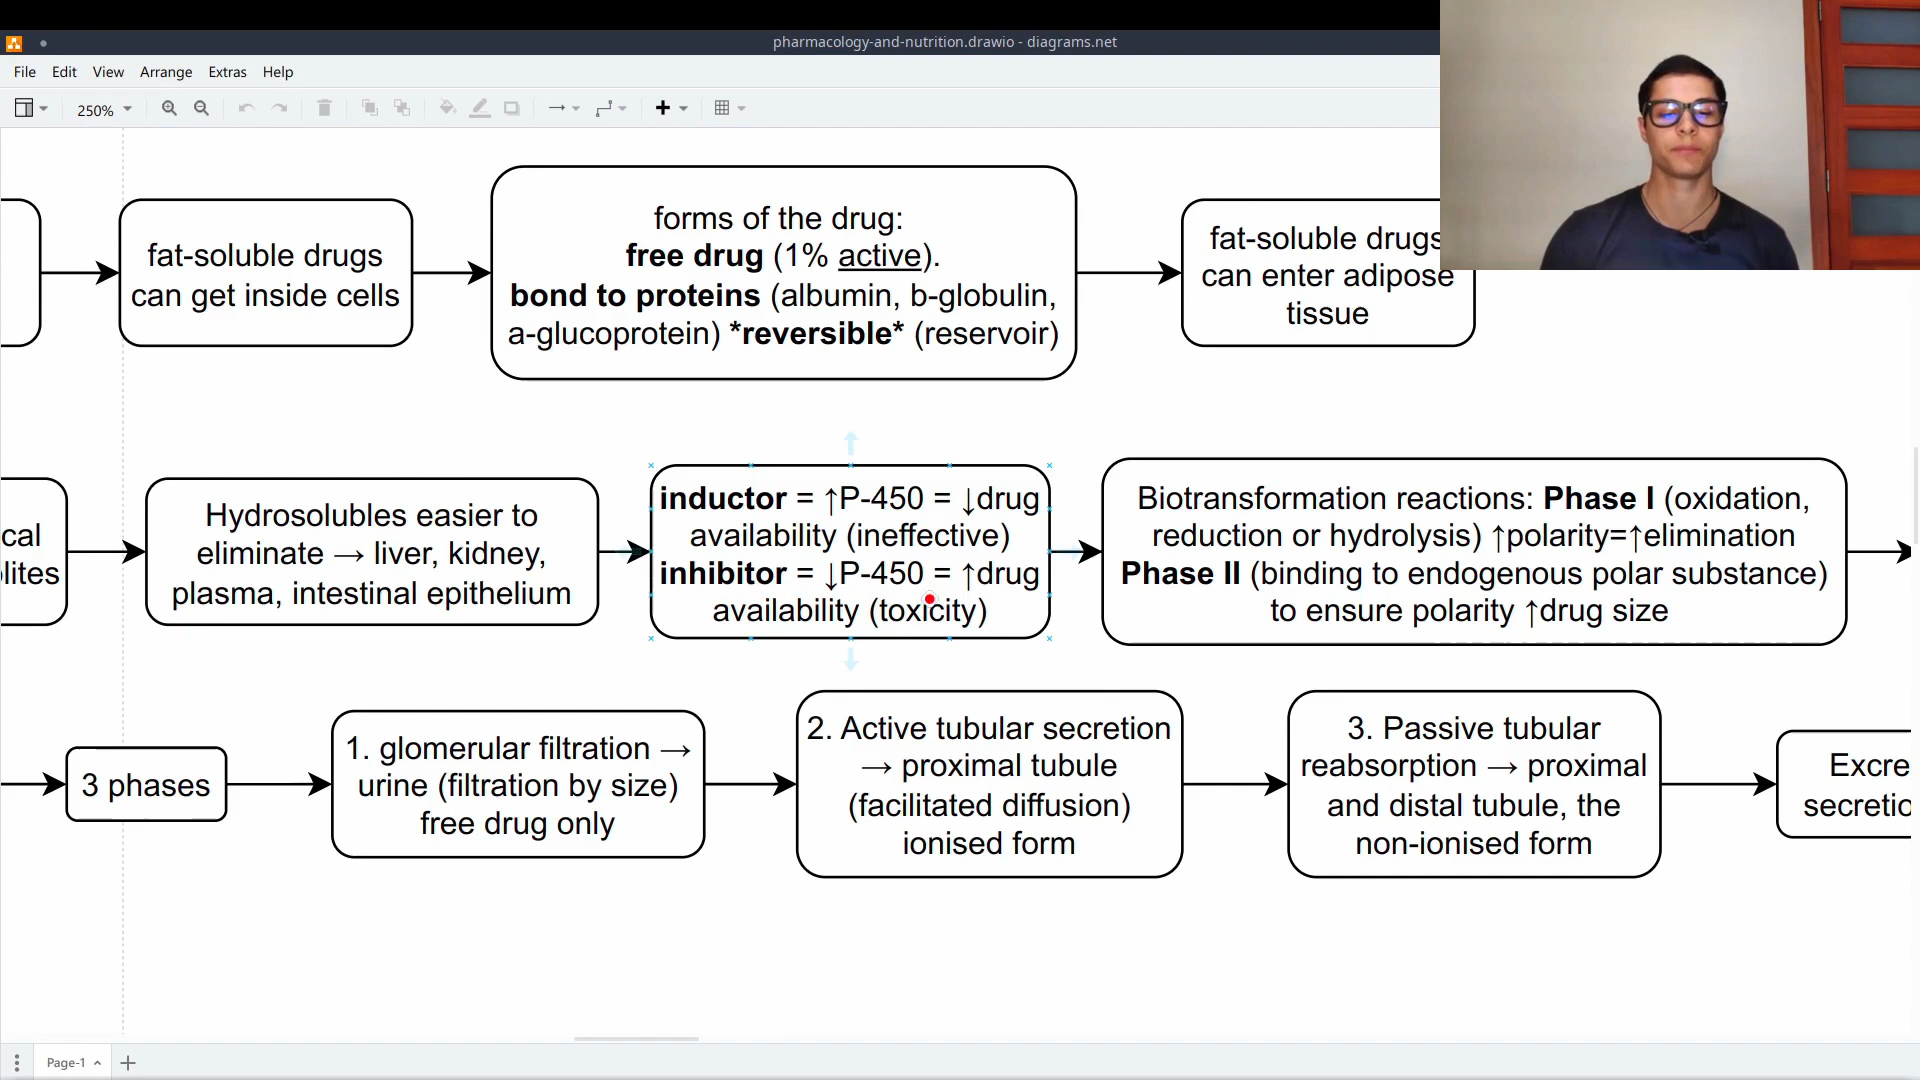 pharmacology-and-nutrition.drawio - diagrams.net
File Edit View Arrange Extras Help
250%
fat-soluble drugs
can get inside cells
forms of the drug:
free drug (1% active).
bond to proteins (albumin, b-globulin,
a-glucoprotein) *reversible* (reservoir)
fat-soluble drugs
can enter adipose
tissue
cal
lites
Hydrosolubles easier to
eliminate → liver, kidney,
plasma, intestinal epithelium
inductor = ↑P-450 = ↓drug
availability (ineffective)
inhibitor = ↓P-450 = ↑drug
availability (toxicity)
Biotransformation reactions: Phase I (oxidation,
reduction or hydrolysis) ↑polarity=↑elimination
Phase II (binding to endogenous polar substance)
to ensure polarity ↑drug size
3 phases
1. glomerular filtration →
urine (filtration by size)
free drug only
2. Active tubular secretion
→ proximal tubule
(facilitated diffusion)
ionised form
3. Passive tubular
reabsorption → proximal
and distal tubule, the
non-ionised form
Excre
secretio
Page-1